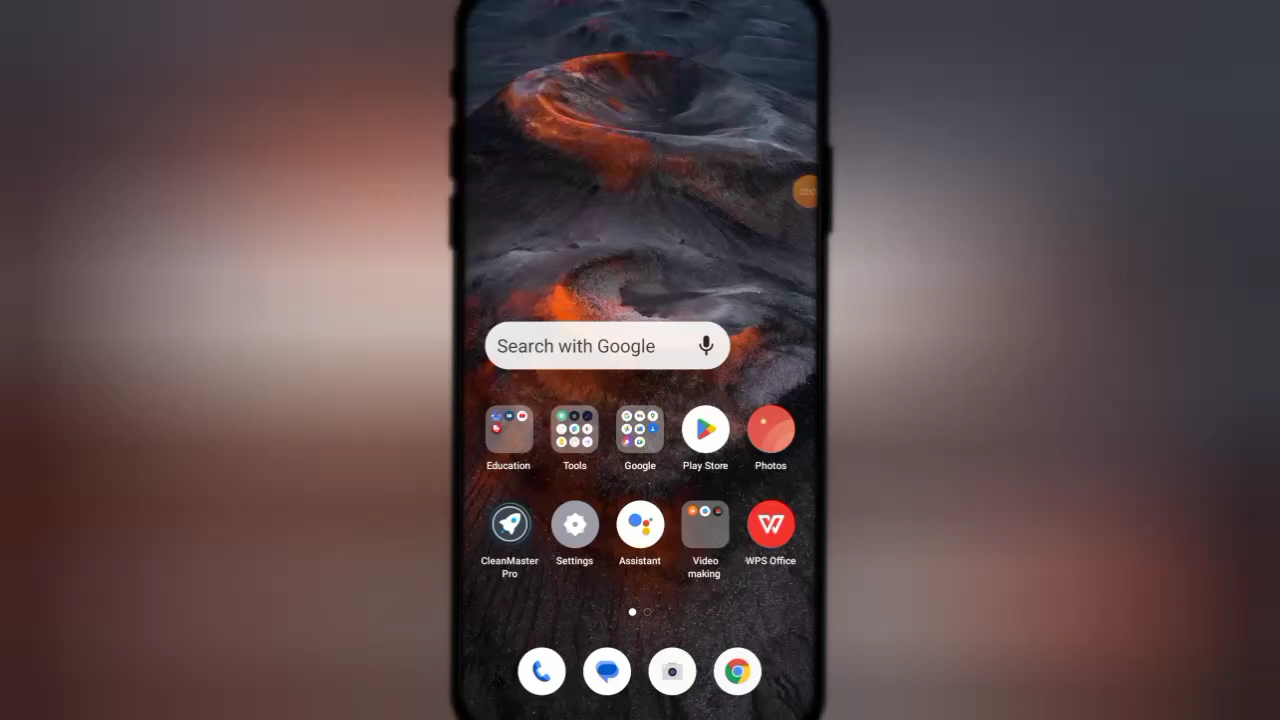 Search with Google
Education
Tools
Google
Play Store
Photos
CleanMaster
Pro
Settings
Assistant
Video
making
WPS Office